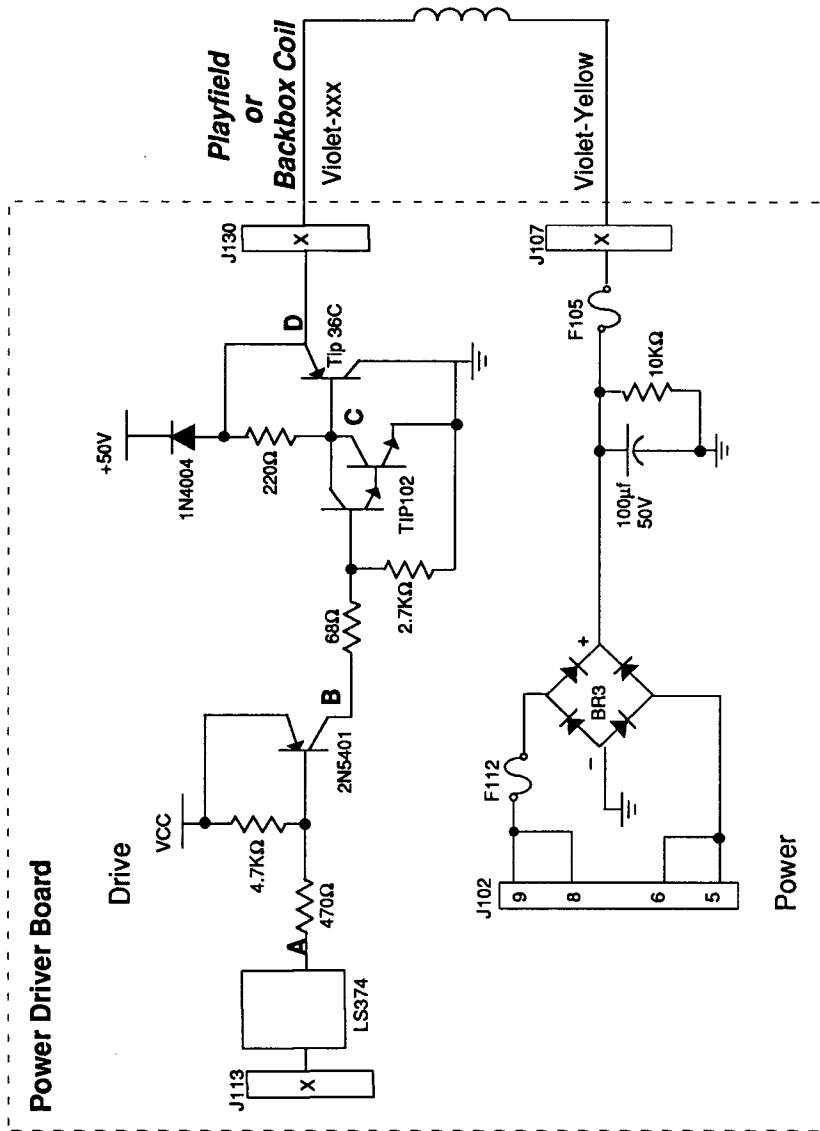 Power Driver Board
Playfield
or
Backbox Coil
Violet-xxx
Drive
+50V
1N4004
J130
X
D
VCC
220Ω
Tip 36C
4.7KΩ
C
J113
X
A
470Ω
B
68Ω
LS374
2N5401
TIP102
2.7KΩ
Violet-Yellow
J107
X
F105
J102
9
8
6
5
F112
BR3
+
–
100µf
50V
10KΩ
Power